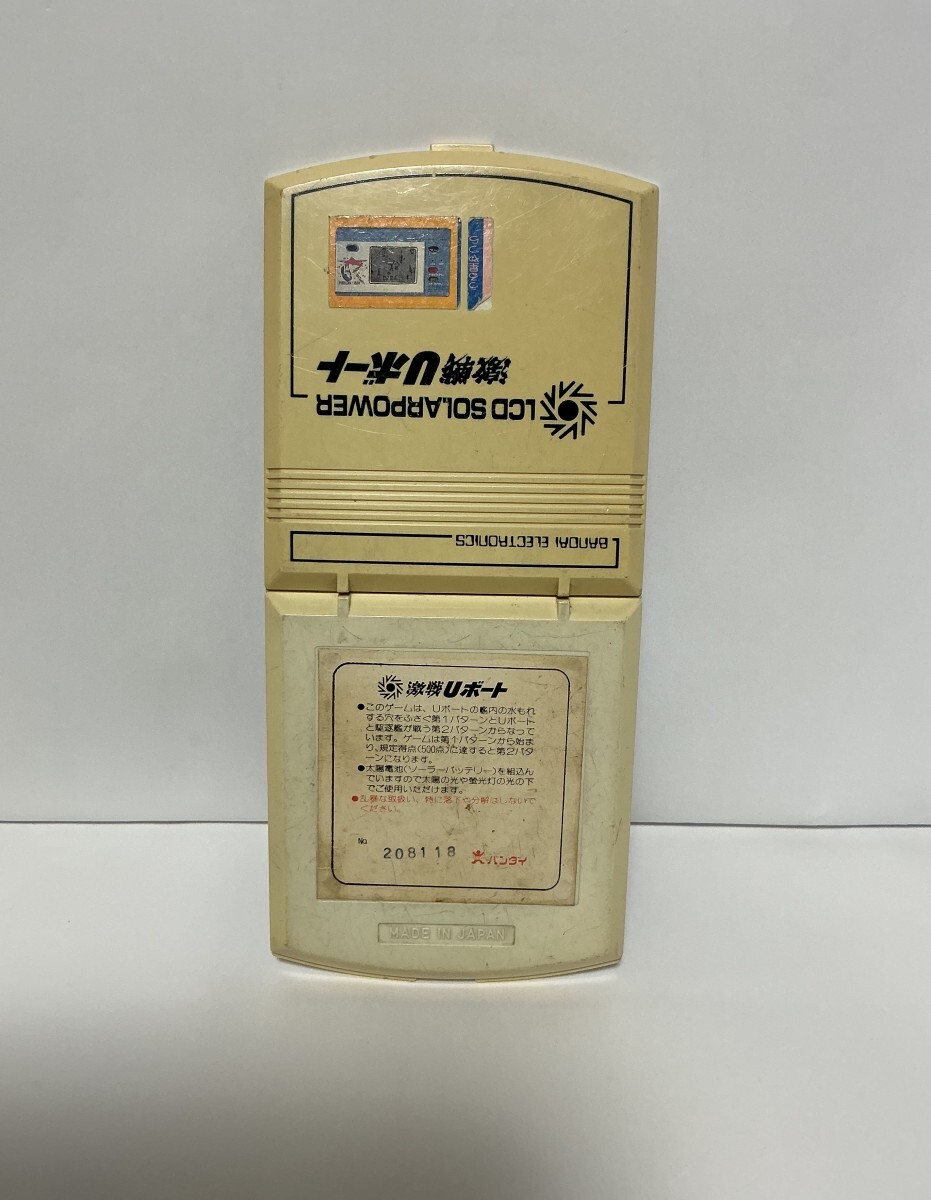 BANDAI ELECTRONICS
LCD SOLARPOWER
激戦Uボート
激戦Uボート
●このゲームは、Uボートの艦内の水もれ
する穴をふさぐ第1パターンとUボート
と駆逐艦が戦う第2パターンからなって
います。ゲームは第1パターンから始ま
り、規定得点(500点)に達すると第2パタ
ーンになります。
●太陽電池(ソーラーバッテリー)を組込ん
でいますので太陽の光や螢光灯の光の下
でご使用いただけます。
●乱暴な取扱い、特に落下や分解はしないで
ください。
No. 208118 バンダイ
MADE IN JAPAN